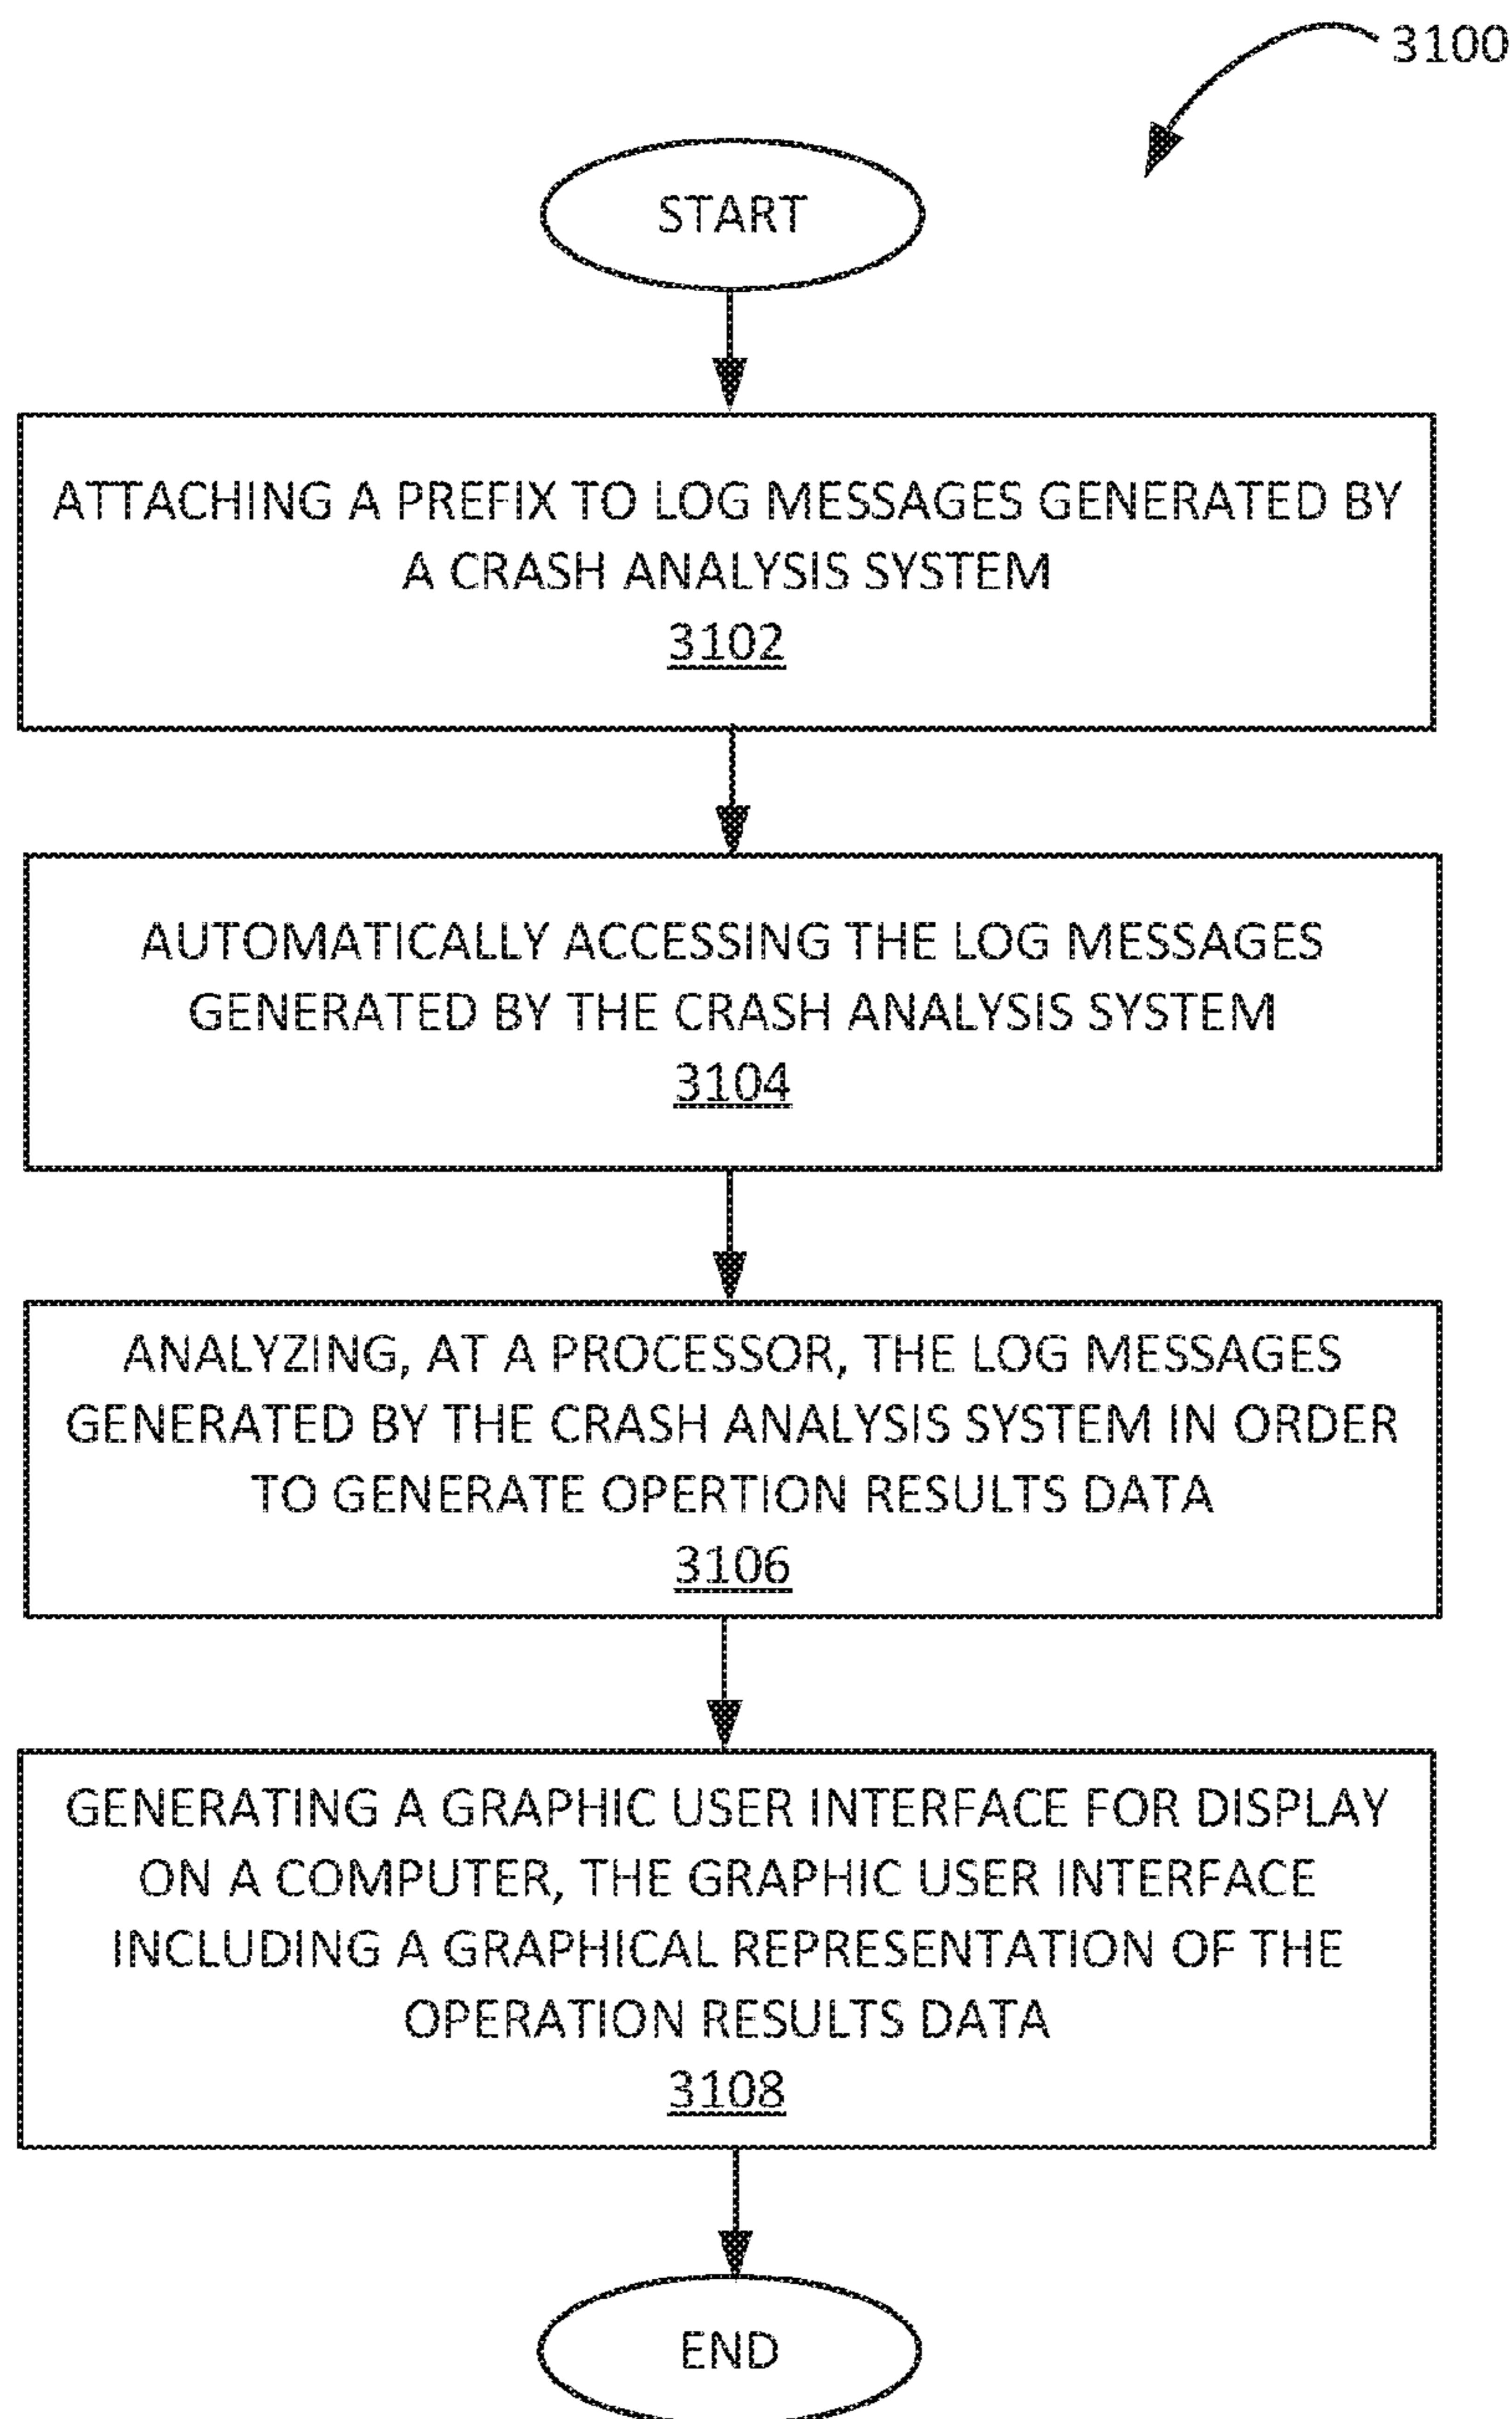 3100
START
ATTACHING A PREFIX TO LOG MESSAGES GENERATED BY
A CRASH ANALYSIS SYSTEM
3102
AUTOMATICALLY ACCESSING THE LOG MESSAGES
GENERATED BY THE CRASH ANALYSIS SYSTEM
3104
ANALYZING, AT A PROCESSOR, THE LOG MESSAGES
GENERATED BY THE CRASH ANALYSIS SYSTEM IN ORDER
TO GENERATE OPERTION RESULTS DATA
3106
GENERATING A GRAPHIC USER INTERFACE FOR DISPLAY
ON A COMPUTER, THE GRAPHIC USER INTERFACE
INCLUDING A GRAPHICAL REPRESENTATION OF THE
OPERATION RESULTS DATA
3108
END